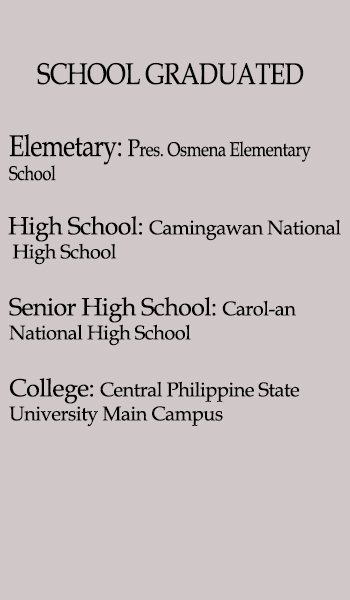 SCHOOL GRADUATED
Elemetary: Pres. Osmena Elementary
School
High School: Camingawan National
High School
Senior High School: Carol-an
National High School
College: Central Philippine State
University Main Campus